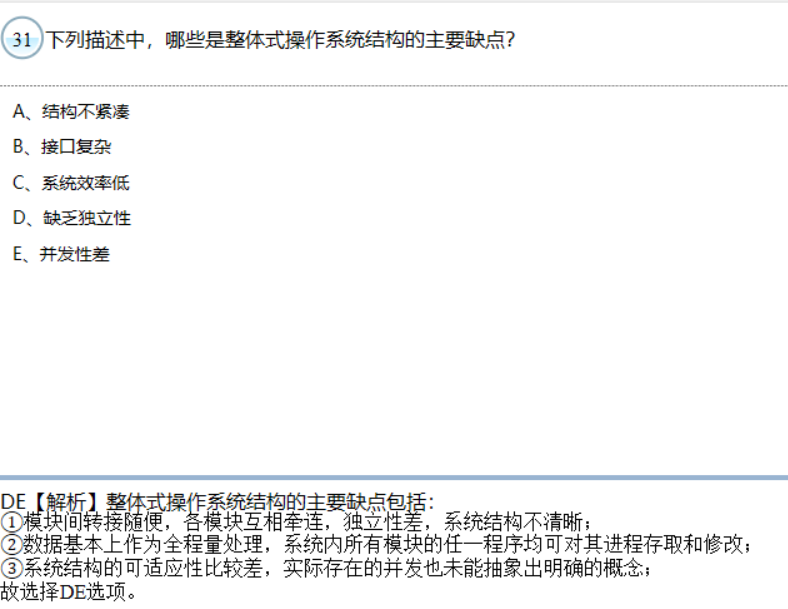 31 下列描述中，哪些是整体式操作系统结构的主要缺点？
A、结构不紧凑
B、接口复杂
C、系统效率低
D、缺乏独立性
E、并发性差
DE【解析】整体式操作系统结构的主要缺点包括：
①模块间转接随便，各模块互相牵连，独立性差，系统结构不清晰；
②数据基本上作为全程量处理，系统内所有模块的任一程序均可对其进程存取和修改；
③系统结构的可适应性比较差，实际存在的并发也未能抽象出明确的概念；
故选择DE选项。